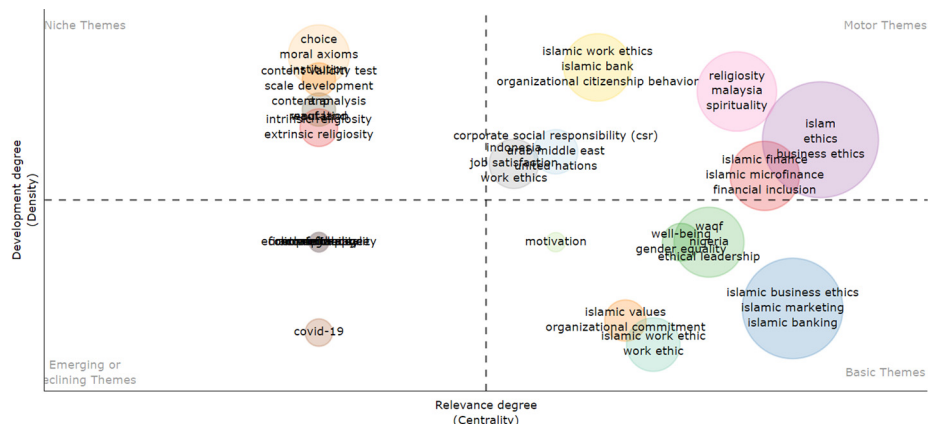 Niche Themes
Motor Themes
choice
moral axioms
institution
content validity test
scale development
content analysis
intrinsic religiosity
extrinsic religiosity
islamic work ethics
islamic bank
organizational citizenship behavior
religiosity
malaysia
spirituality
islam
ethics
business ethics
corporate social responsibility (csr)
arab middle east
united nations
indonesia
job satisfaction
work ethics
islamic finance
islamic microfinance
financial inclusion
motivation
well-being
gender equality
waqf
nigeria
ethical leadership
islamic business ethics
islamic marketing
islamic banking
islamic values
organizational commitment
islamic work ethic
work ethic
covid-19
Emerging or
eclining Themes
Basic Themes
Development degree
(Density)
Relevance degree
(Centrality)